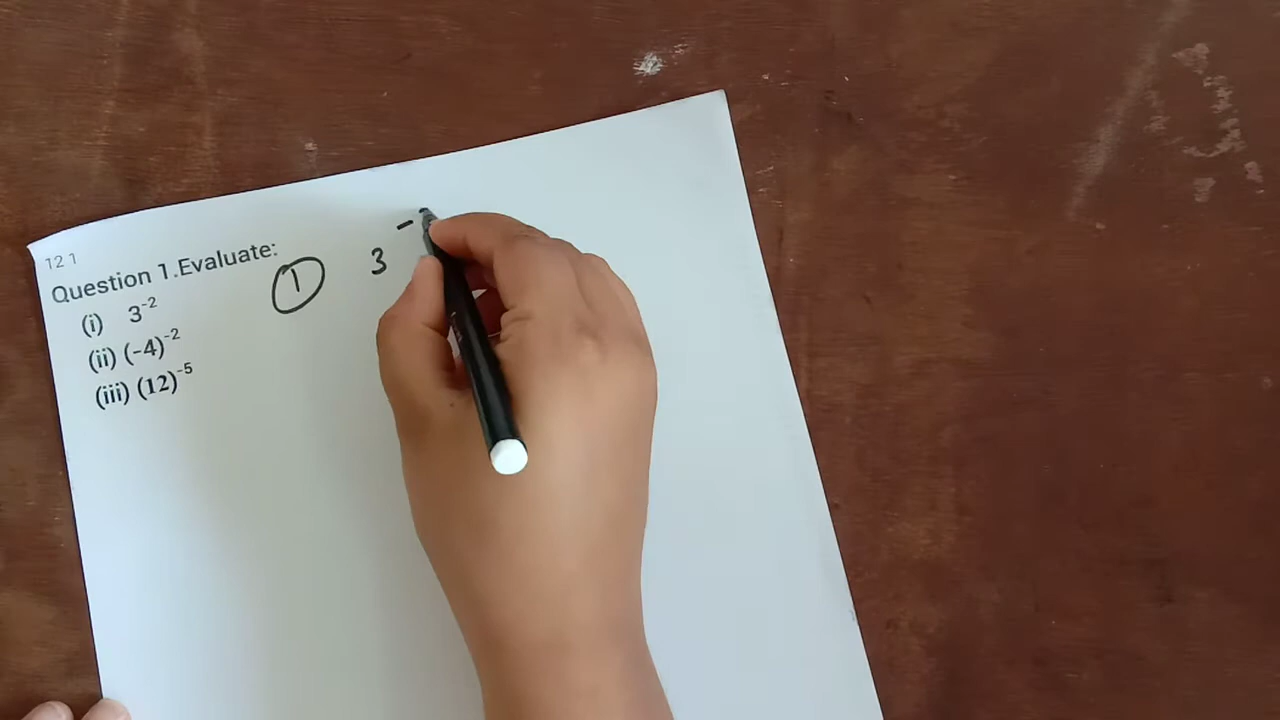 12 1
Question 1.Evaluate:
(i) 3⁻²
(ii) (-4)⁻²
(iii) (12)⁻⁵
① 3⁻